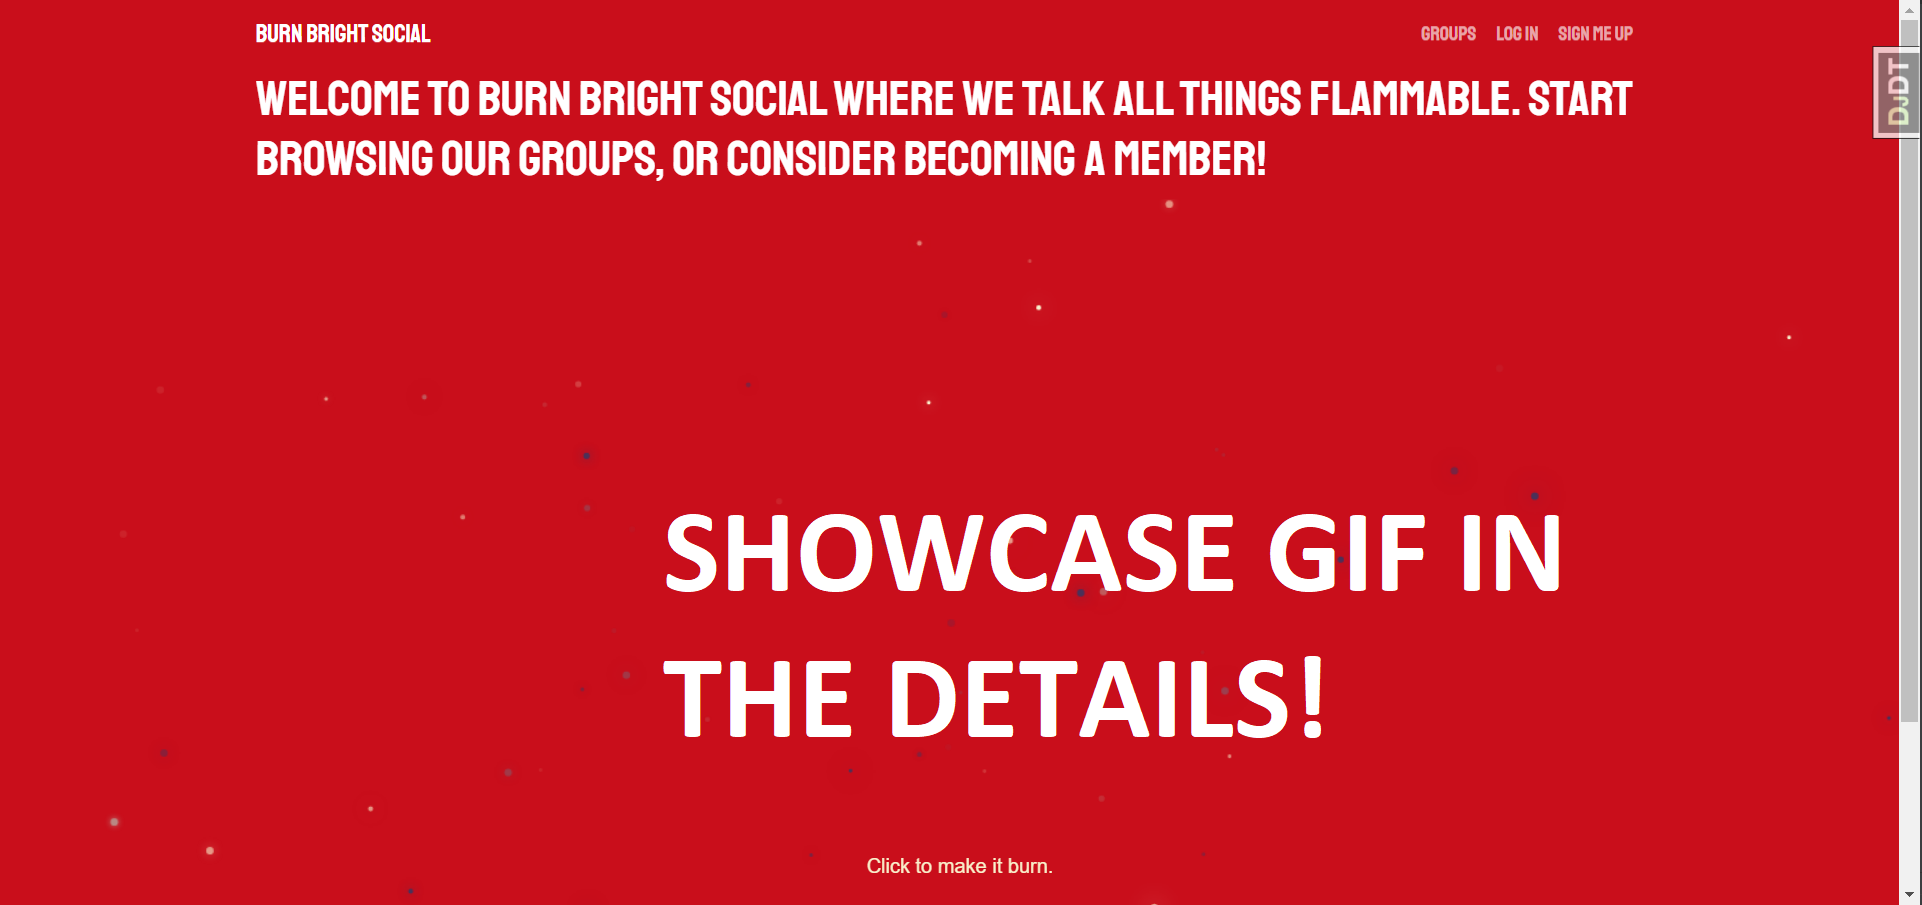 BURN BRIGHT SOCIAL
GROUPS LOG IN SIGN ME UP
DJDT
WELCOME TO BURN BRIGHT SOCIAL WHERE WE TALK ALL THINGS FLAMMABLE. START
BROWSING OUR GROUPS, OR CONSIDER BECOMING A MEMBER!
SHOWCASE GIF IN
THE DETAILS!
Click to make it burn.